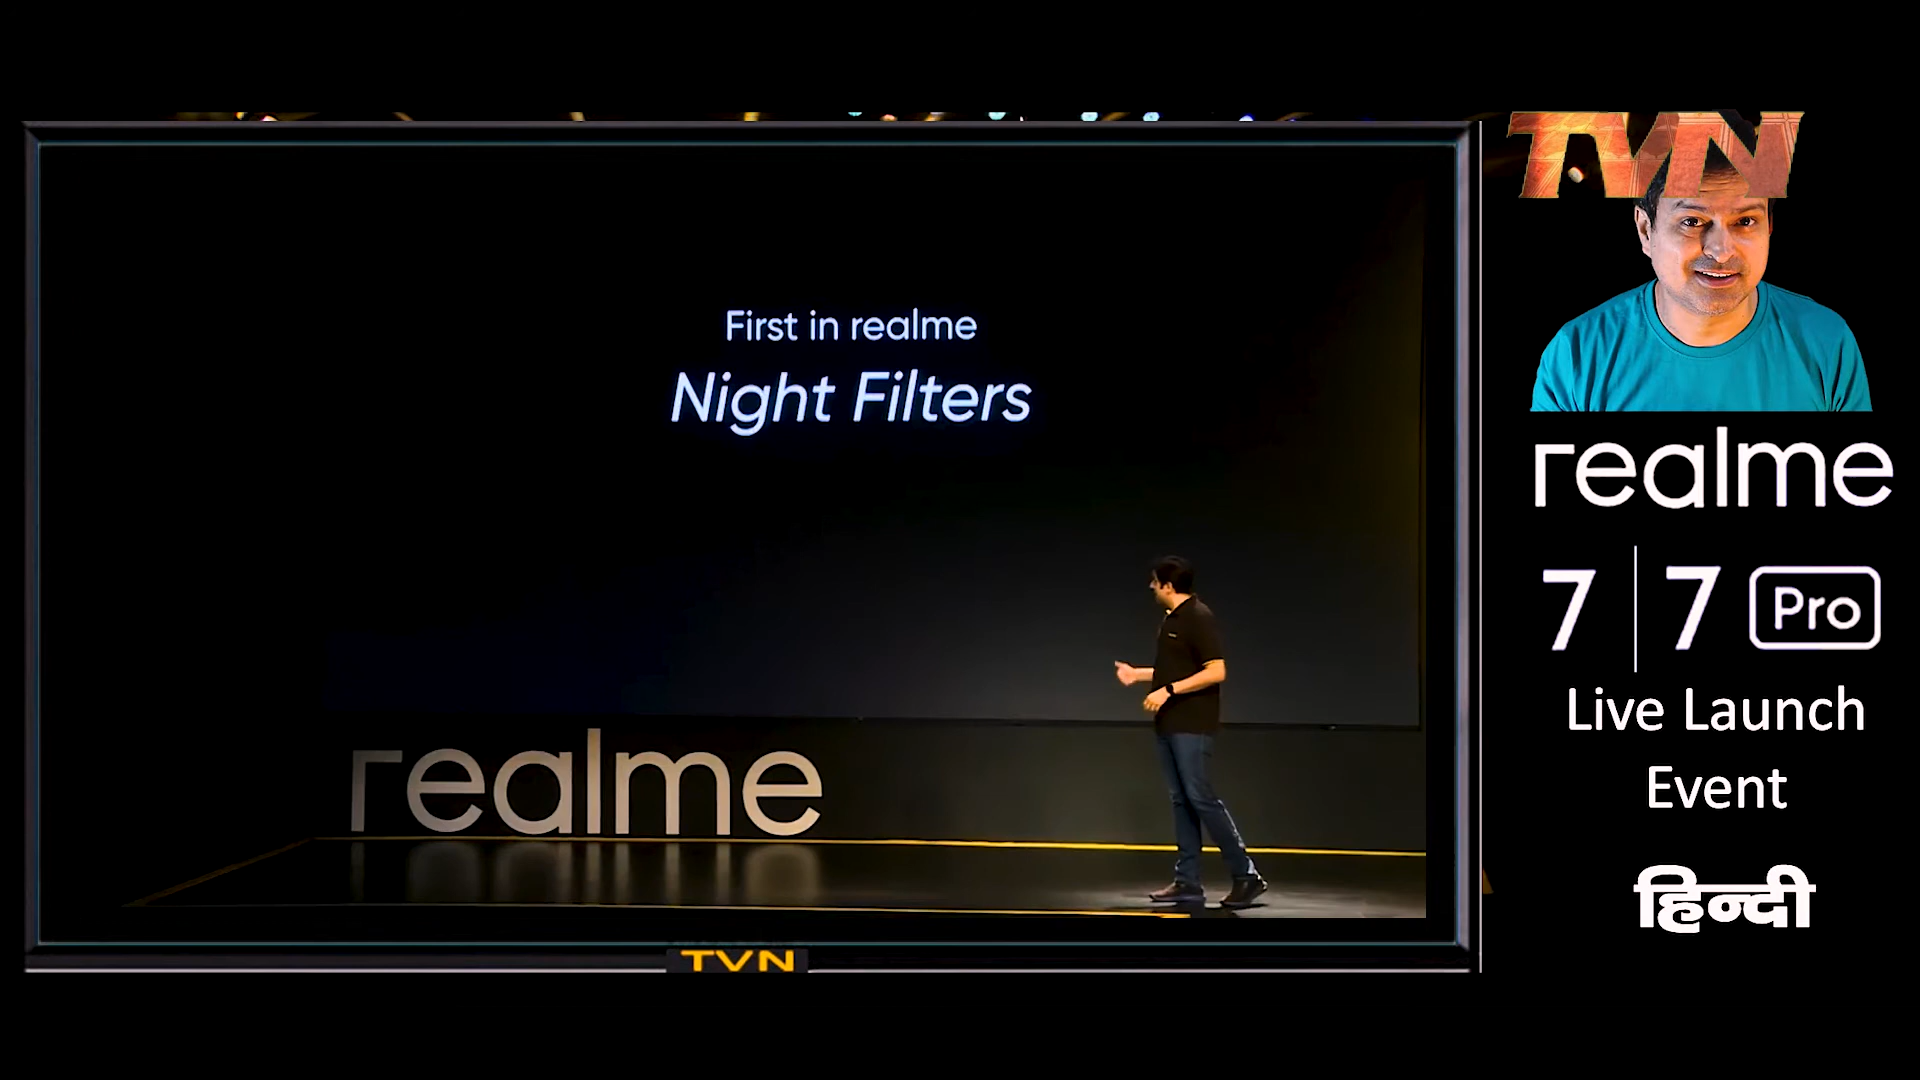 First in realme
Night Filters
realme
TVN
TVN
realme
7 | 7 Pro
Live Launch
Event
हिन्दी